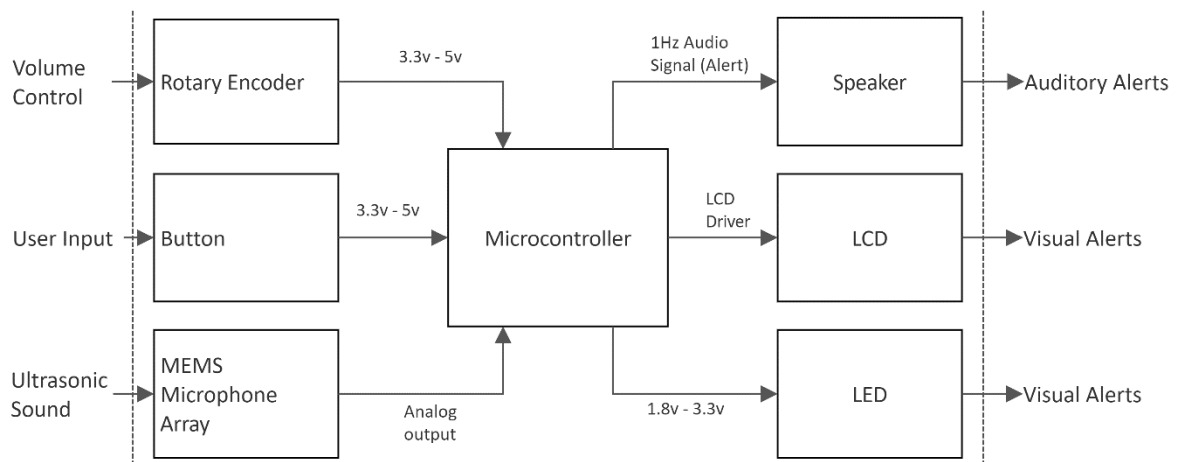 Volume
Control
Rotary Encoder
3.3v - 5v
1Hz Audio
Signal (Alert)
Speaker
Auditory Alerts
User Input
Button
3.3v - 5v
Microcontroller
LCD
Driver
LCD
Visual Alerts
Ultrasonic
Sound
MEMS
Microphone
Array
Analog
output
1.8v - 3.3v
LED
Visual Alerts